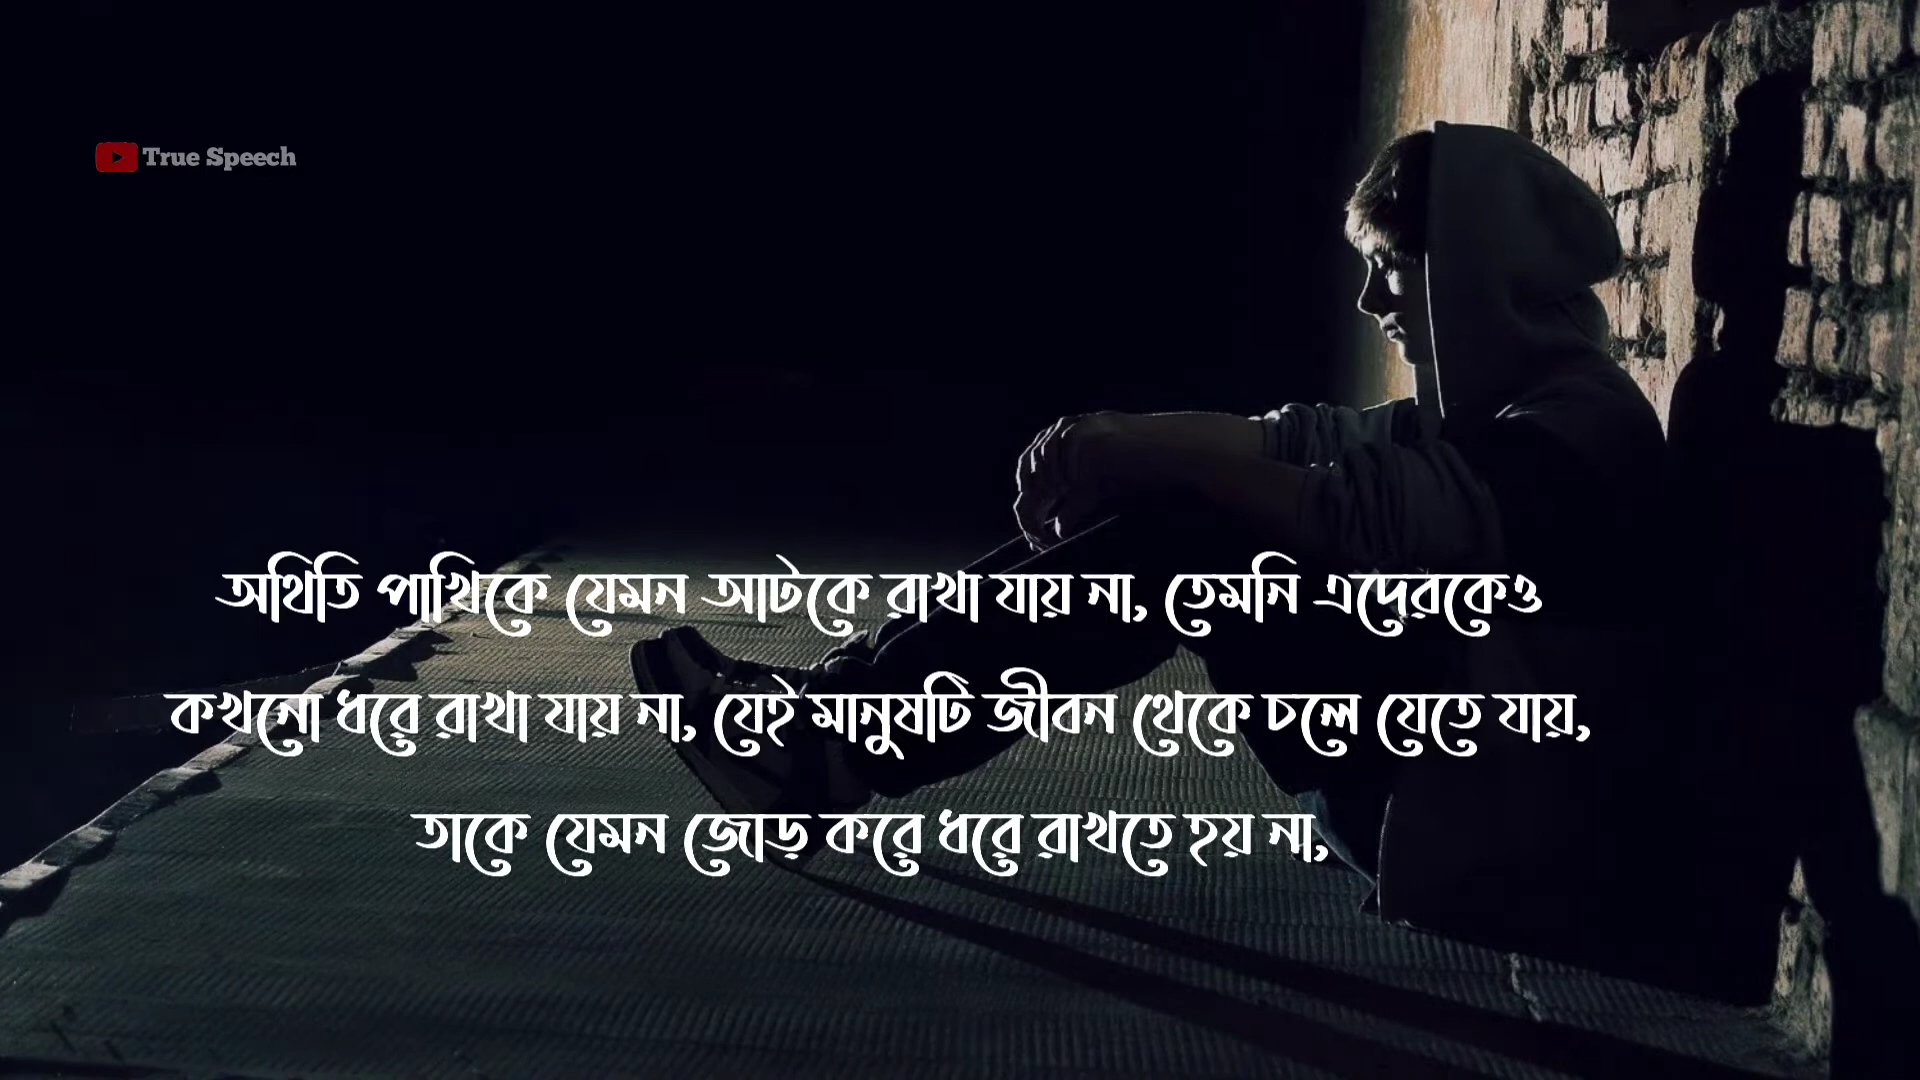 True Speech
অথিতি পাখিকে যেমন আটকে রাখা যায় না, তেমনি এদেরকেও
কখনো ধরে রাখা যায় না, যেই মানুষটি জীবন থেকে চলে যেতে যায়,
তাকে যেমন জোড় করে ধরে রাখতে হয় না,